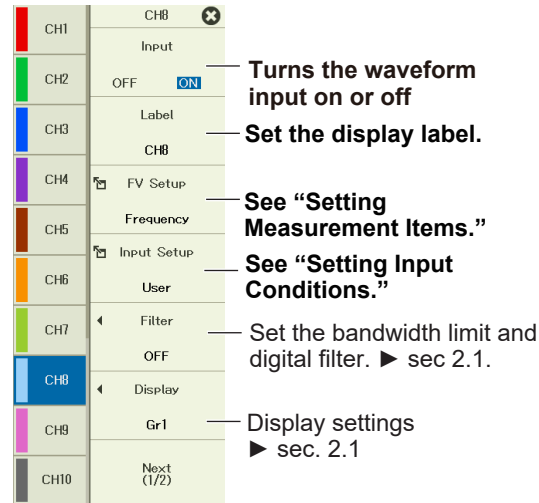 CH1
CH2
CH3
CH4
CH5
CH6
CH7
CH8
CH9
CH10
CH8
Input
OFF ON
Label
CH8
FV Setup
Frequency
Input Setup
User
Filter
OFF
Display
Gr1
Next
(1/2)
Turns the waveform
input on or off
Set the display label.
See “Setting
Measurement Items.”
See “Setting Input
Conditions.”
Set the bandwidth limit and
digital filter. ► sec 2.1.
Display settings
► sec. 2.1